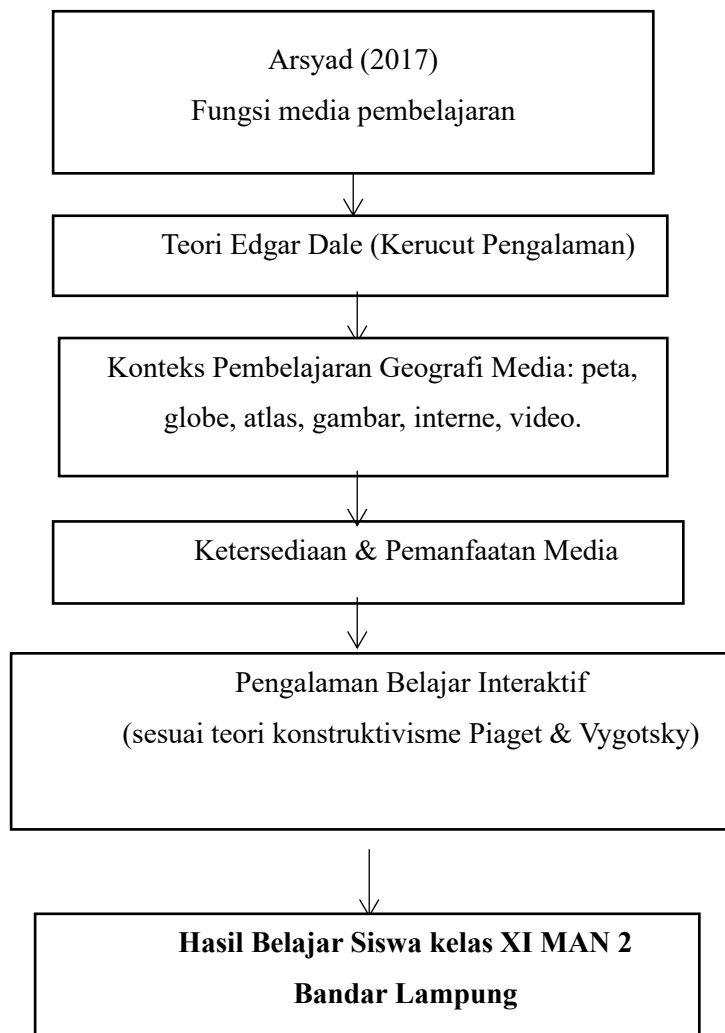 Arsyad (2017)
Fungsi media pembelajaran
Teori Edgar Dale (Kerucut Pengalaman)
Konteks Pembelajaran Geografi Media: peta,
globe, atlas, gambar, interne, video.
Ketersediaan & Pemanfaatan Media
Pengalaman Belajar Interaktif
(sesuai teori konstruktivisme Piaget & Vygotsky)
Hasil Belajar Siswa kelas XI MAN 2
Bandar Lampung